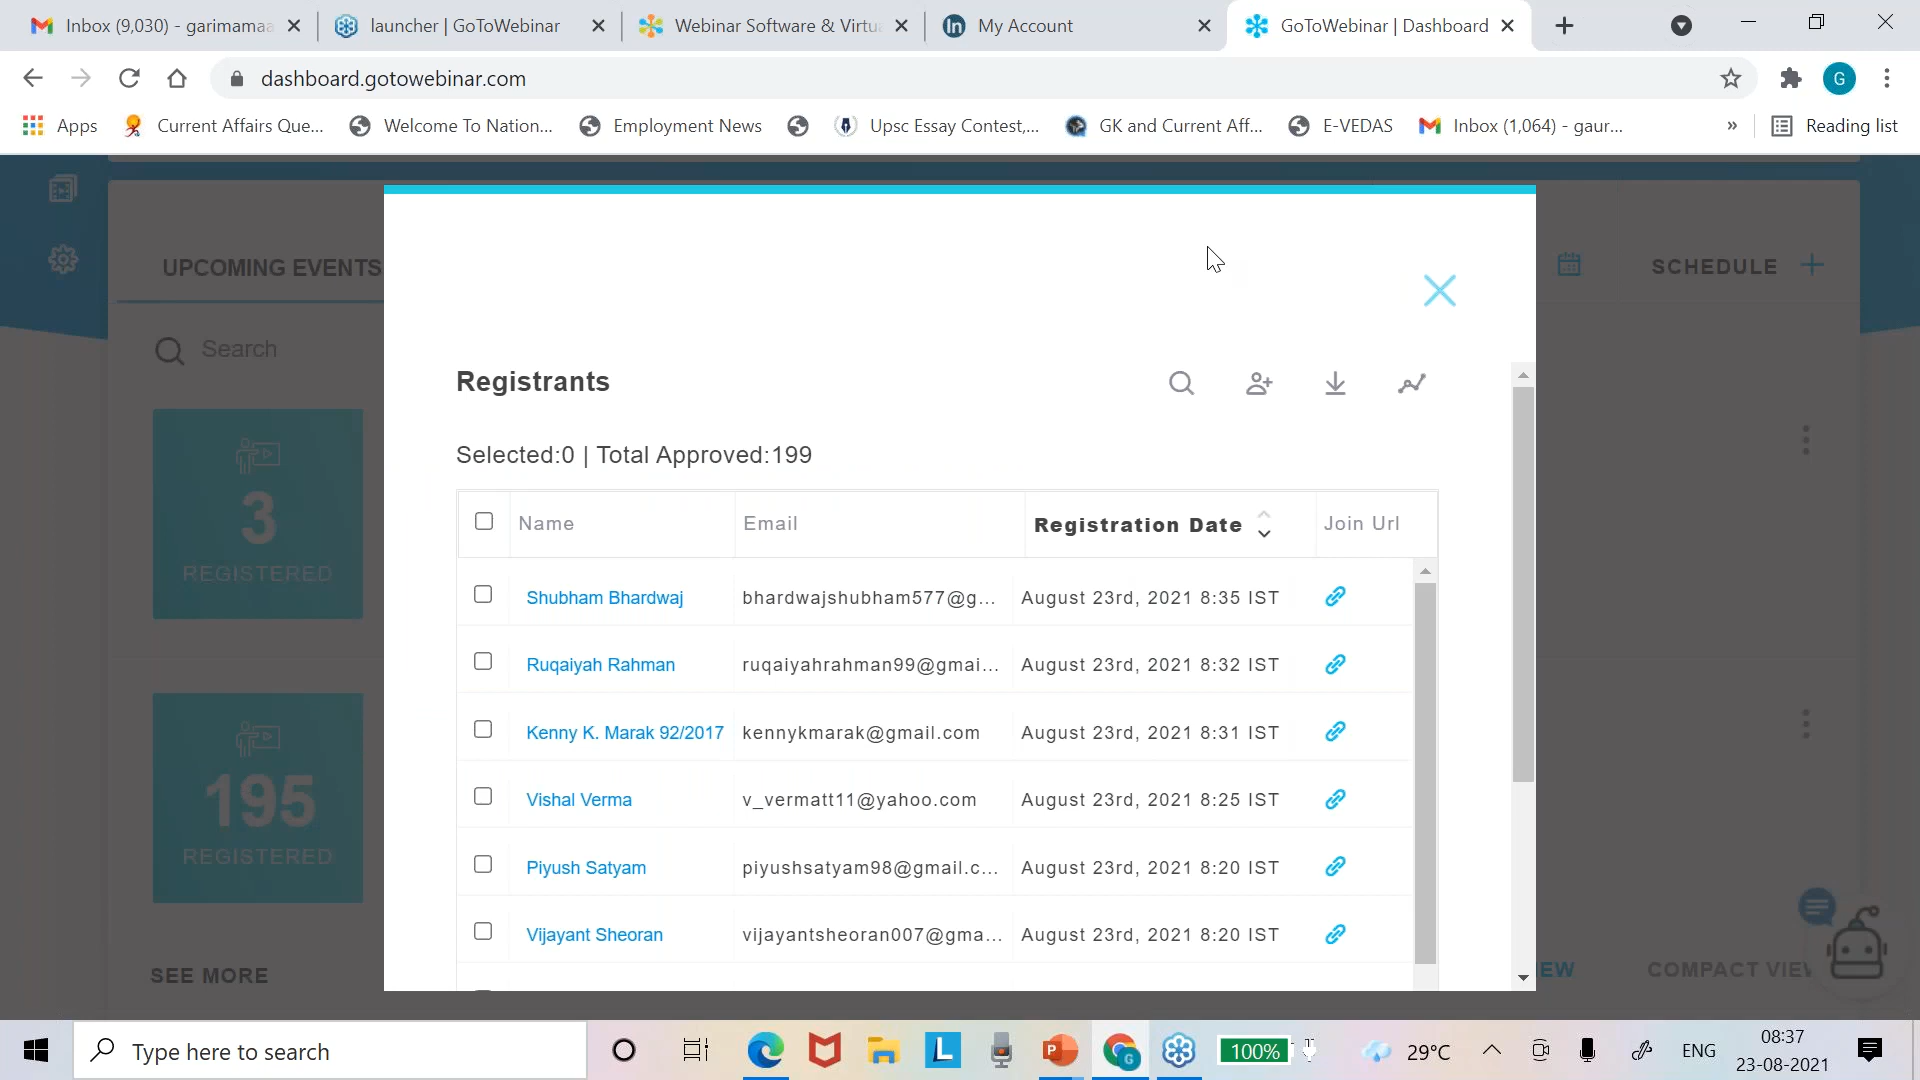 Inbox (9,030) - garimamaa
launcher | GoToWebinar
Webinar Software & Virtua
My Account
GoToWebinar | Dashboard
dashboard.gotowebinar.com
G
Apps
Current Affairs Que...
Welcome To Nation...
Employment News
Upsc Essay Contest,...
GK and Current Aff...
E-VEDAS
Inbox (1,064) - gaur...
»
Reading list
UPCOMING EVENTS
SCHEDULE +
Search
Registrants
Selected:0 | Total Approved:199
Name Email Registration Date Join Url
Shubham Bhardwaj bhardwajshubham577@g... August 23rd, 2021 8:35 IST
Ruqaiyah Rahman ruqaiyahrahman99@gmai... August 23rd, 2021 8:32 IST
Kenny K. Marak 92/2017 kennykmarak@gmail.com August 23rd, 2021 8:31 IST
Vishal Verma v_vermatt11@yahoo.com August 23rd, 2021 8:25 IST
Piyush Satyam piyushsatyam98@gmail.c... August 23rd, 2021 8:20 IST
Vijayant Sheoran vijayantsheoran007@gma... August 23rd, 2021 8:20 IST
3
REGISTERED
195
REGISTERED
SEE MORE
EW
COMPACT VIEW
Type here to search
100%
29°C
ENG
08:37
23-08-2021